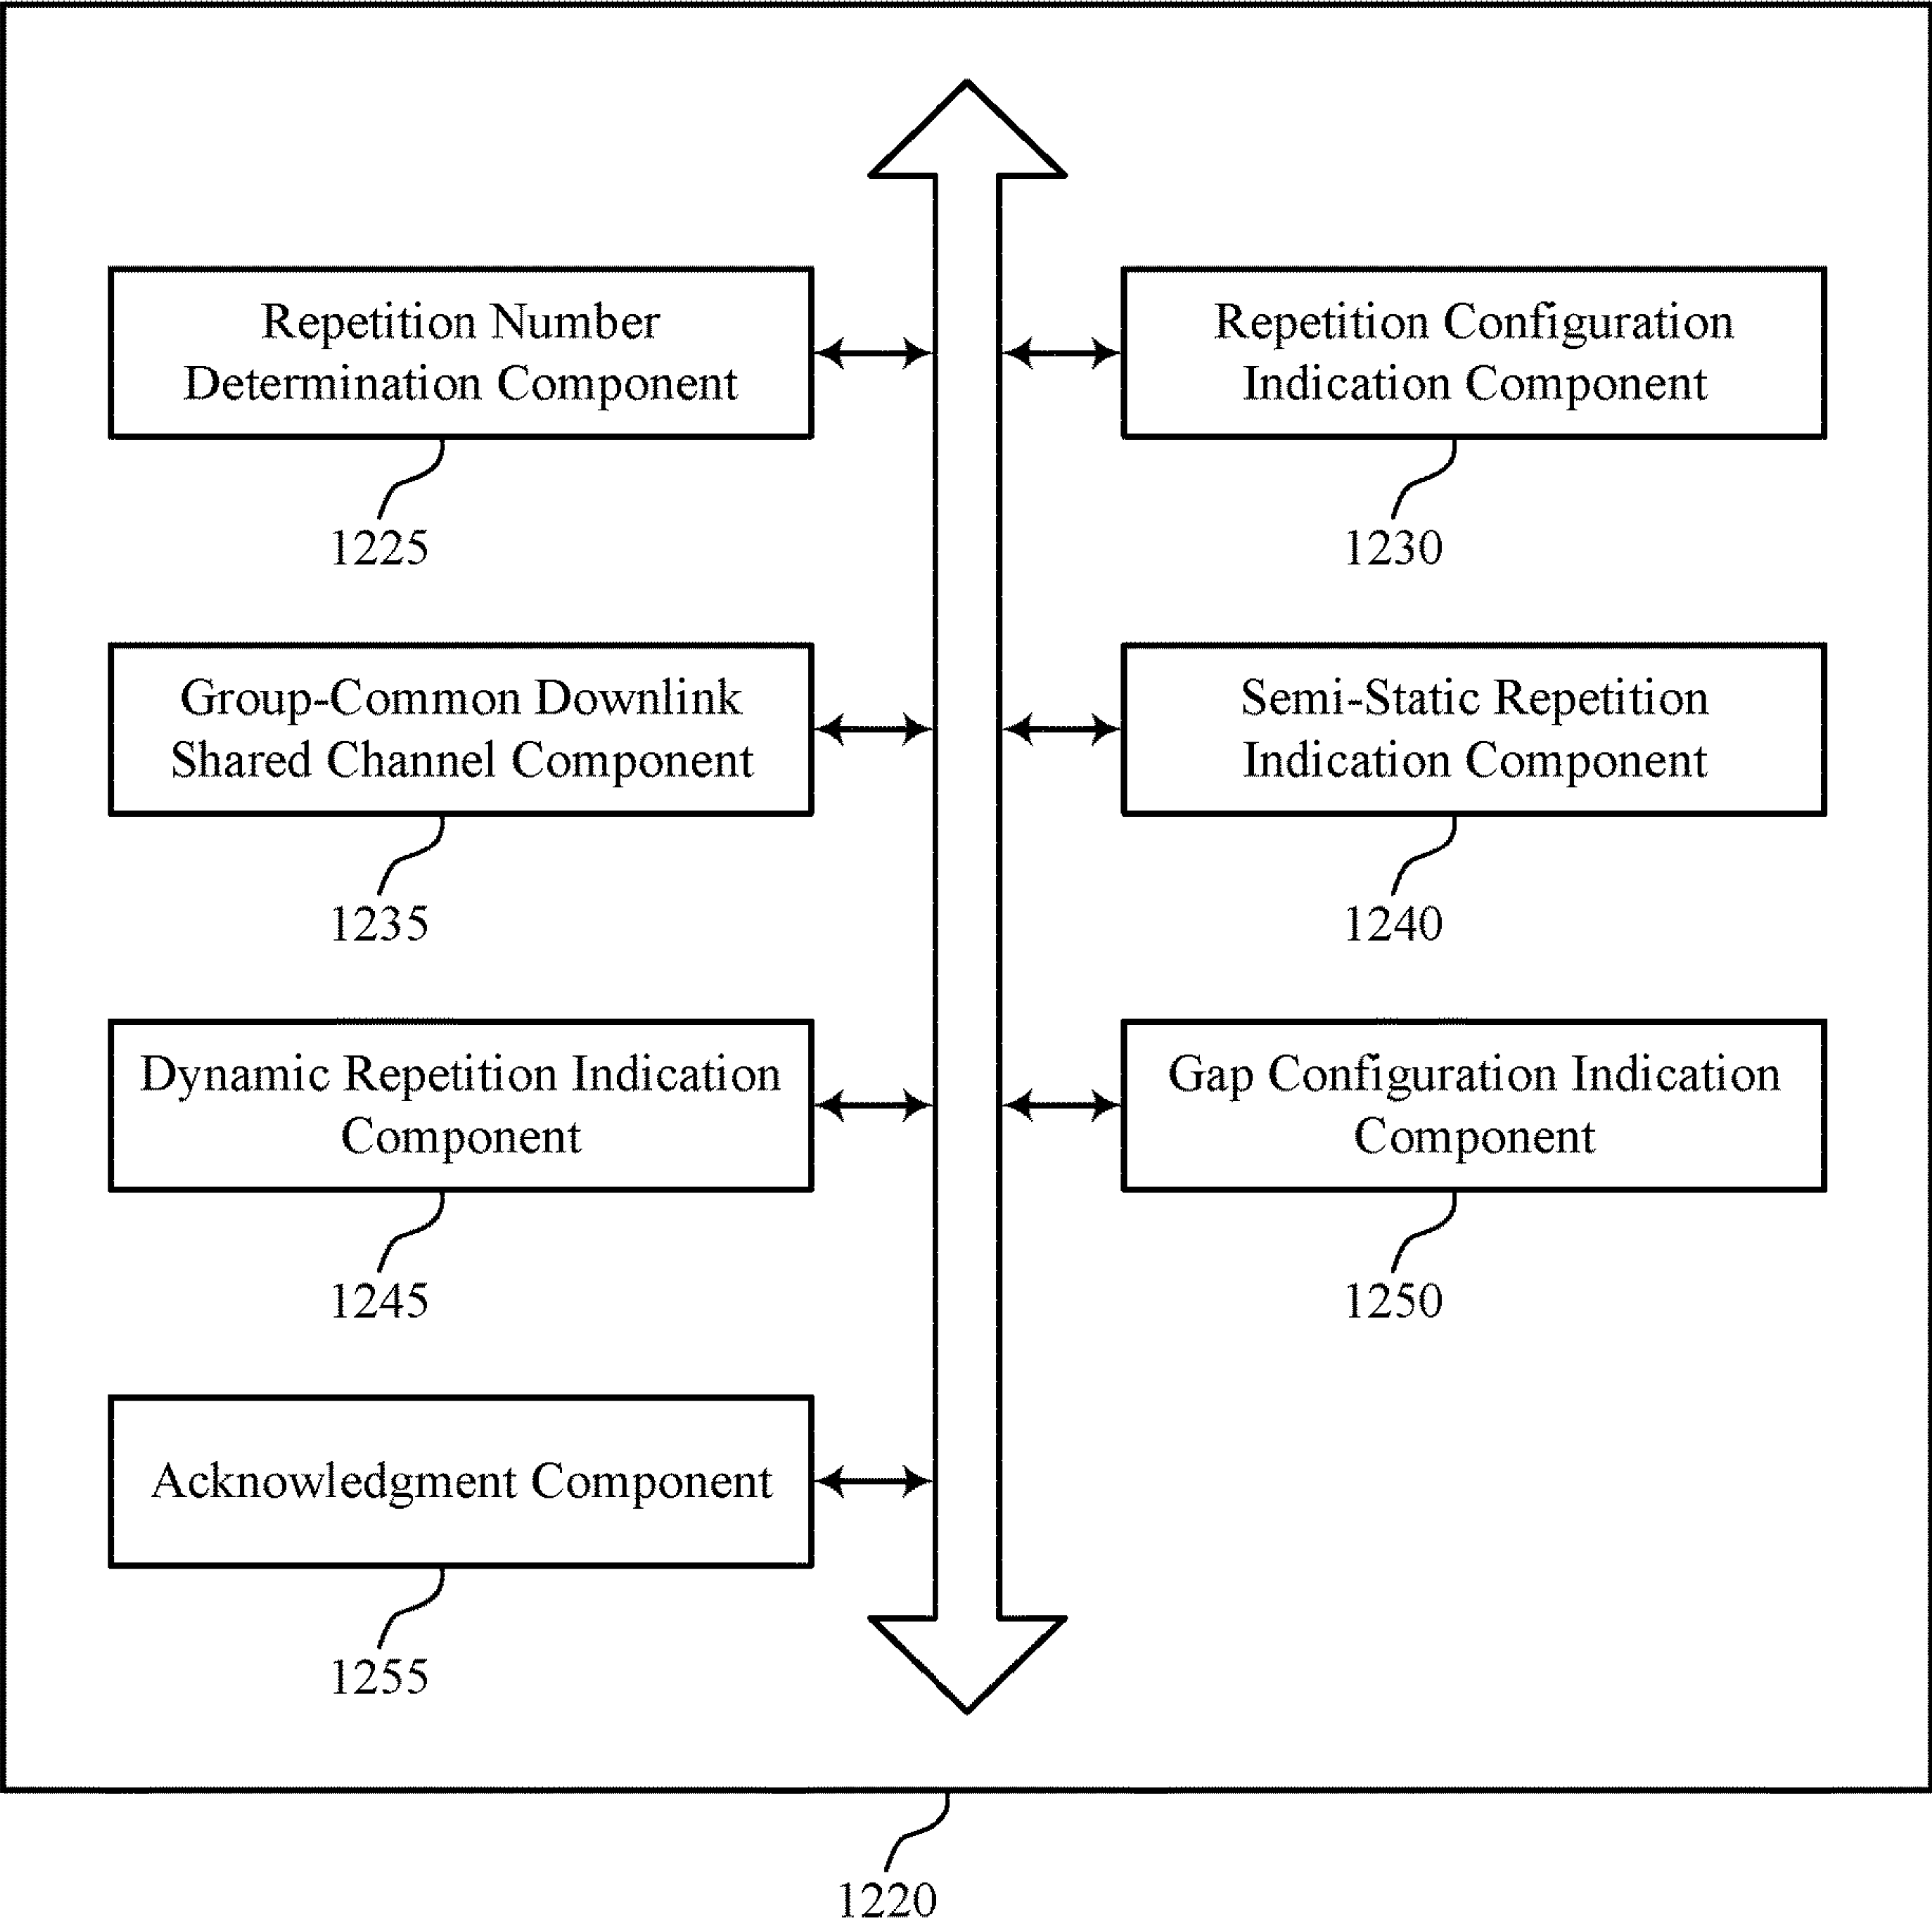 Repetition Number
Determination Component
1225
Repetition Configuration
Indication Component
1230
Group-Common Downlink
Shared Channel Component
1235
Semi-Static Repetition
Indication Component
1240
Dynamic Repetition Indication
Component
1245
Gap Configuration Indication
Component
1250
Acknowledgment Component
1255
1220